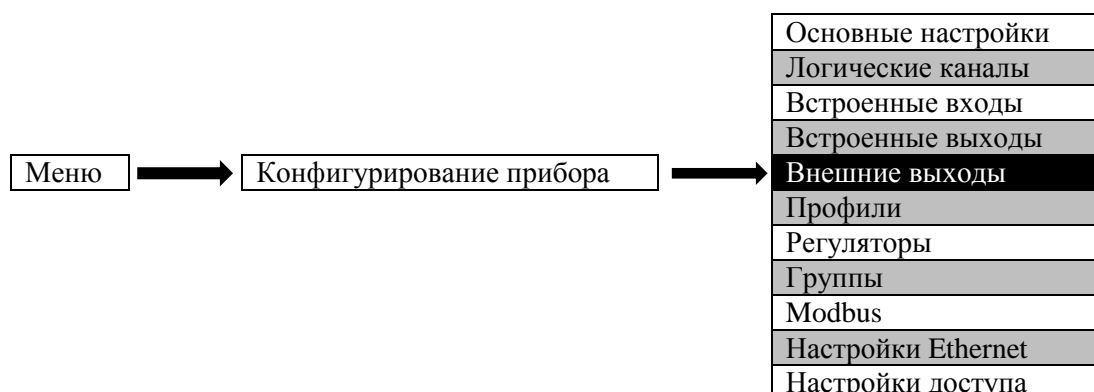 Основные настройки
Логические каналы
Встроенные входы
Встроенные выходы
Меню
Конфигурирование прибора
Внешние выходы
Профили
Регуляторы
Группы
Modbus
Настройки Ethernet
Настройки доступа